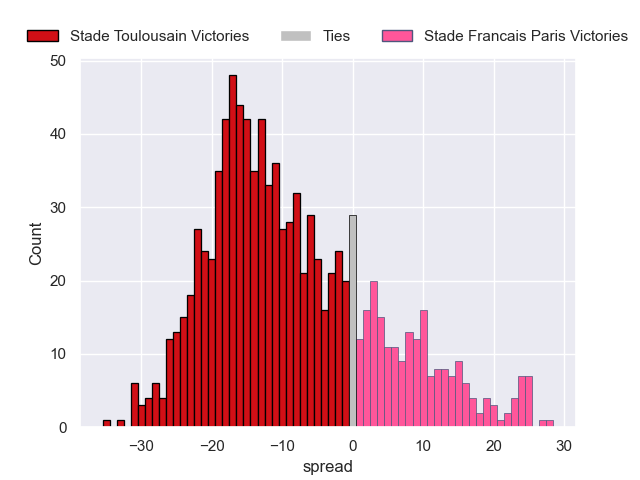 Stade Toulousain Victories Ties Stade Francais Paris Victories
50
40
30
20
10
0
Count
−30 −20 −10 0 10 20 30
spread